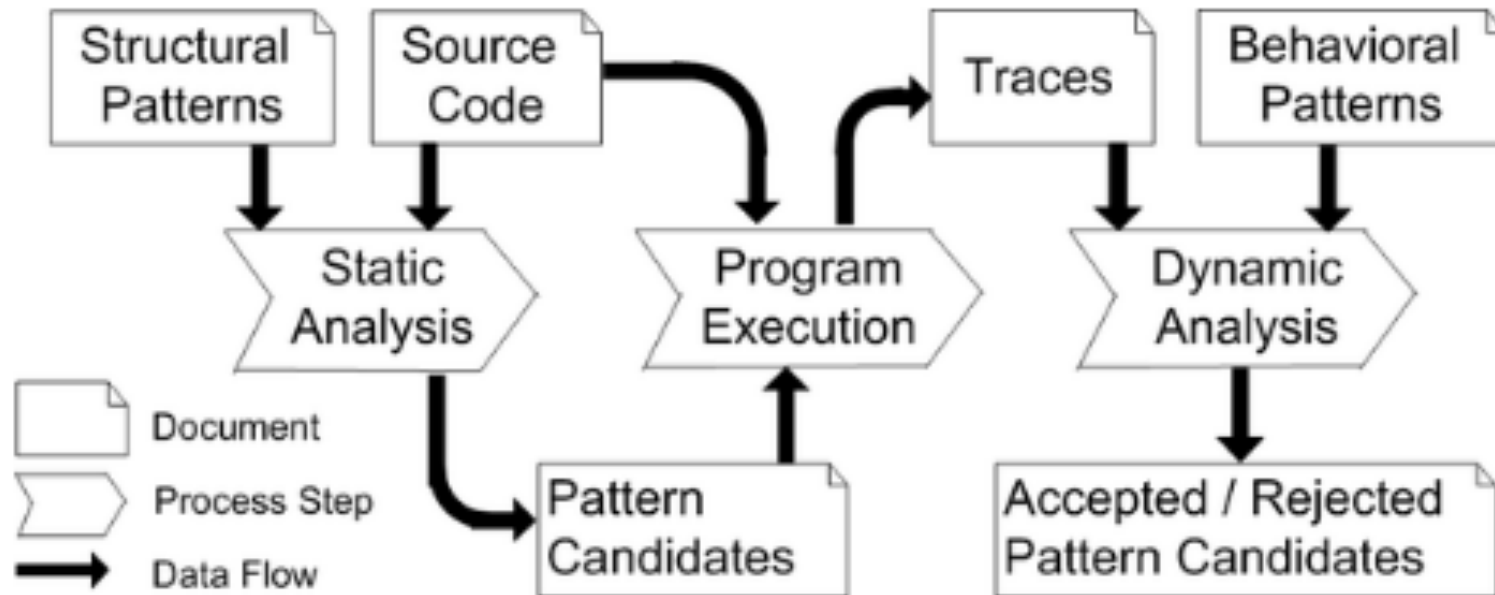 Structural
Patterns
Source
Code
Traces
Behavioral
Patterns
Static
Analysis
Program
Execution
Dynamic
Analysis
Document
Process Step
Data Flow
Pattern
Candidates
Accepted / Rejected
Pattern Candidates